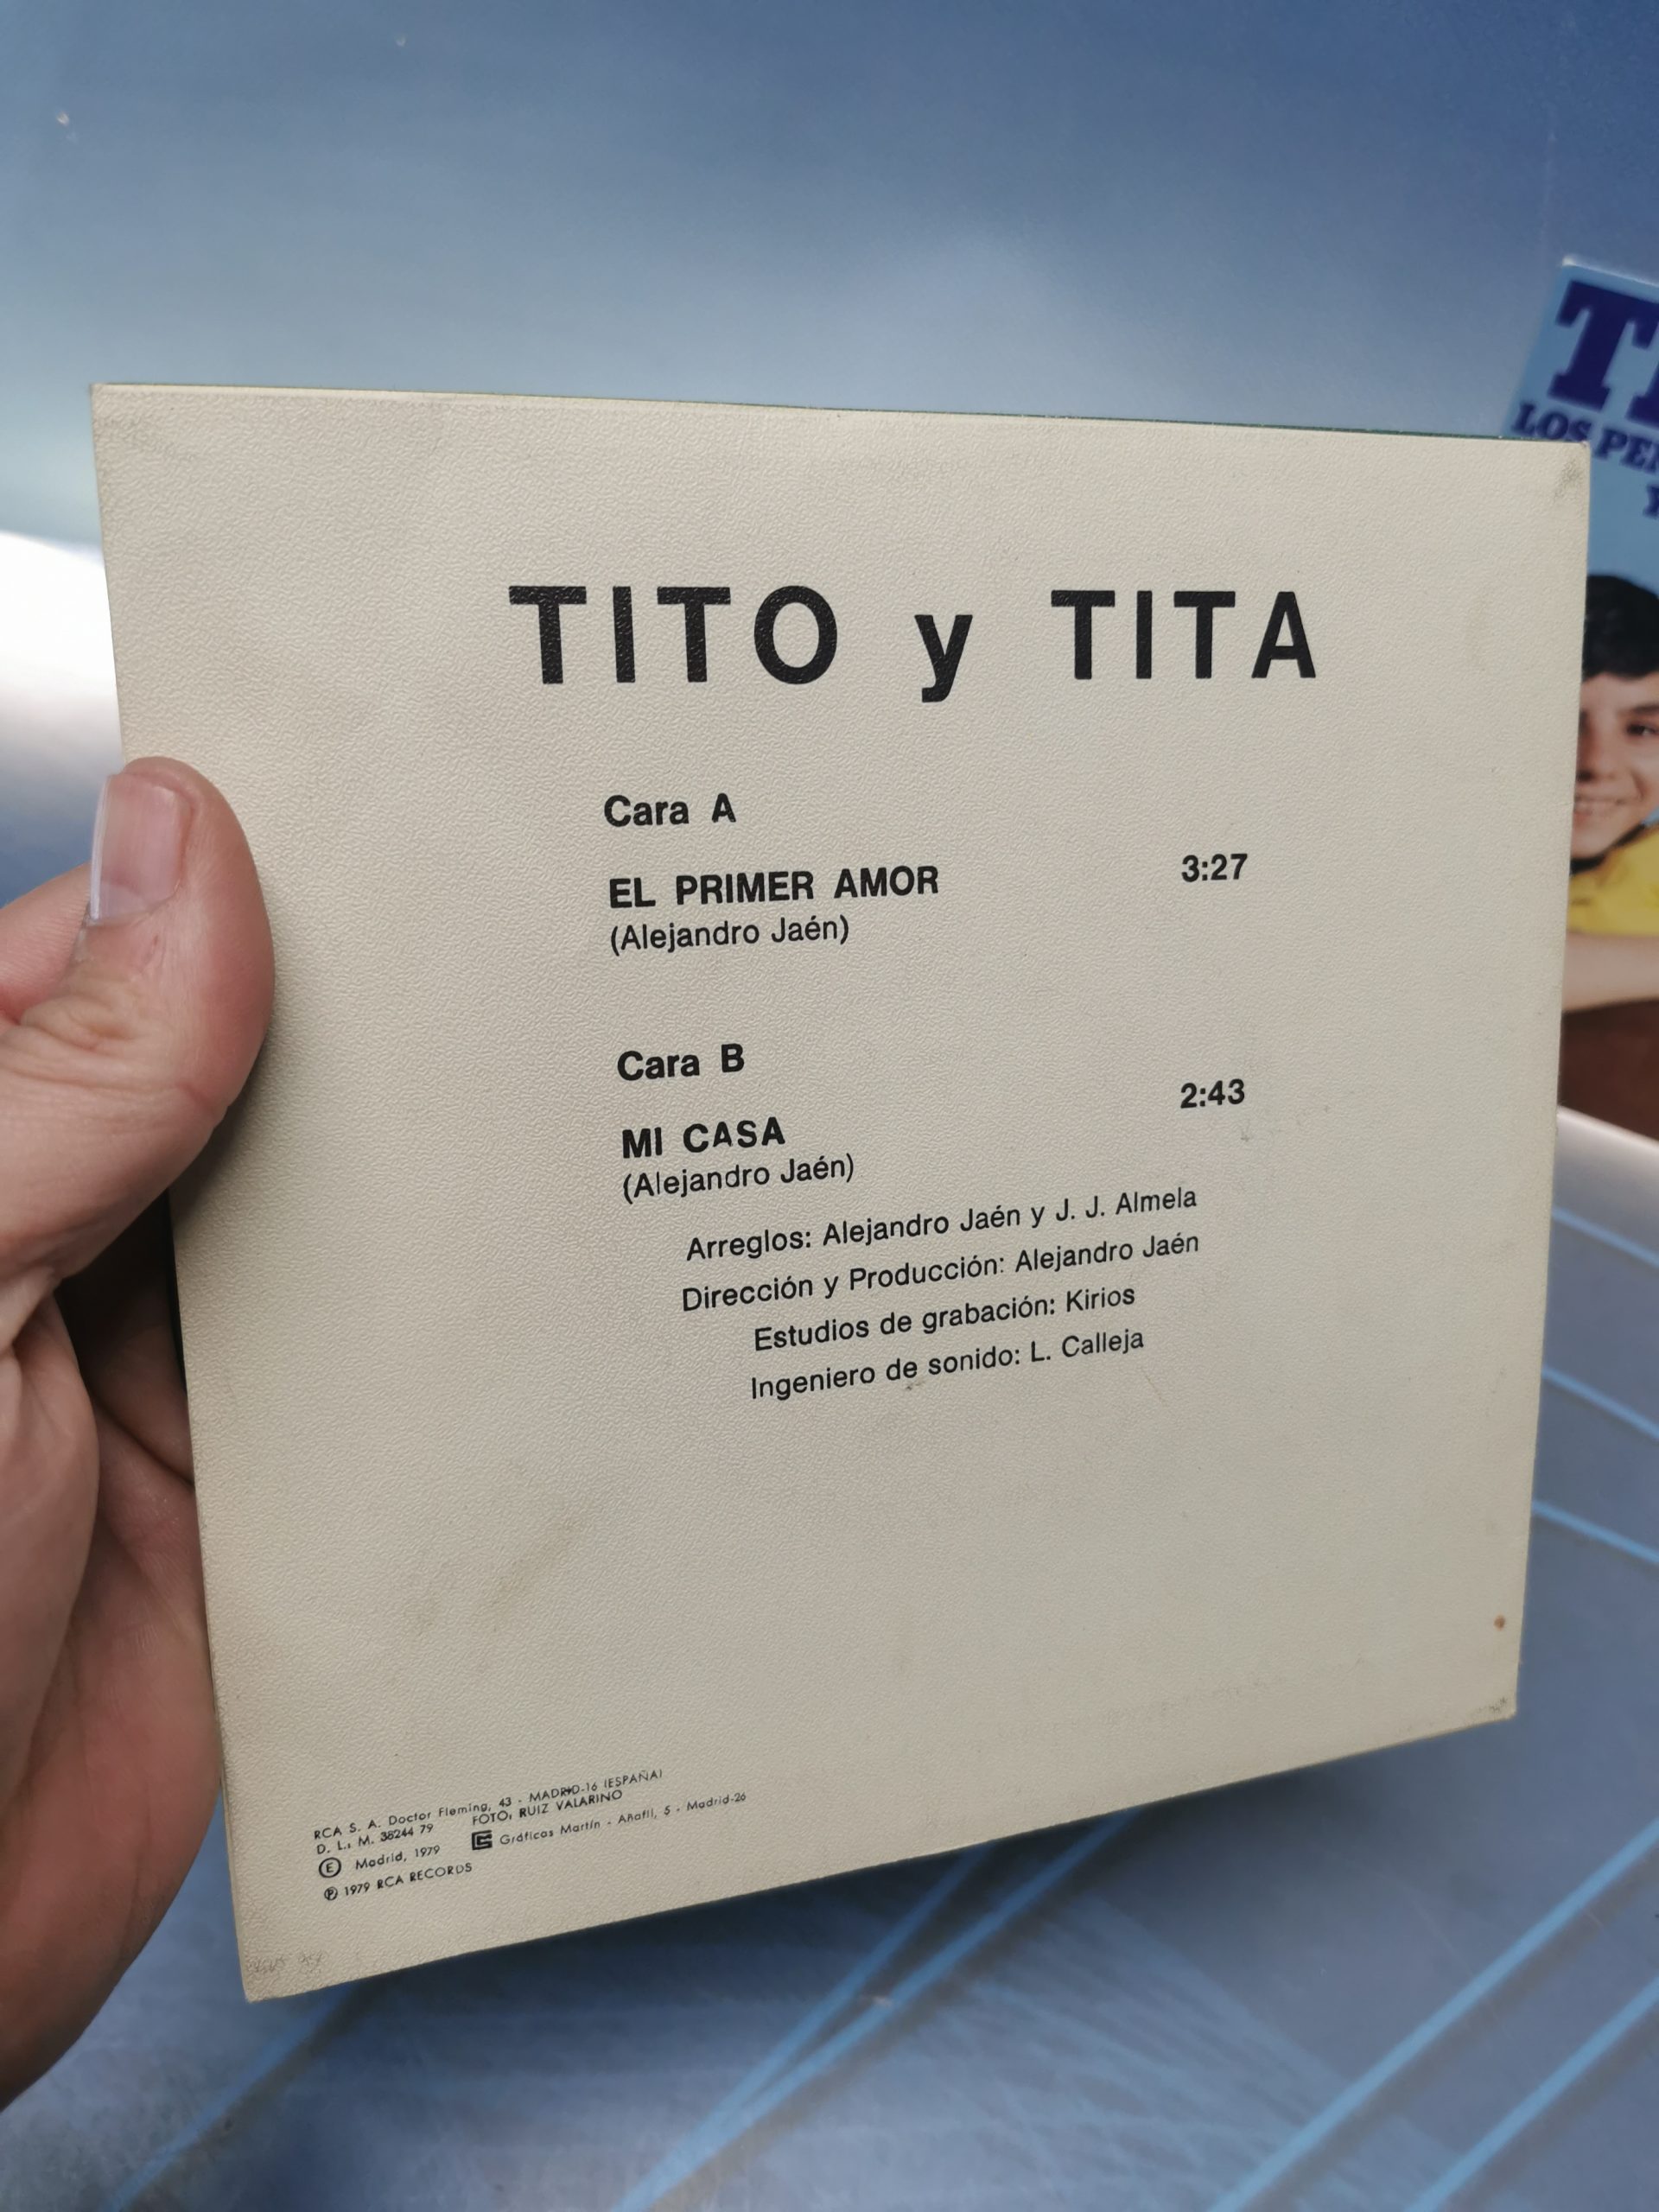 TITO y TITA
Cara A
EL PRIMER AMOR 3:27
(Alejandro Jaén)
Cara B
MI CASA 2:43
(Alejandro Jaén)
Arreglos: Alejandro Jaén y J. J. Almela
Dirección y Producción: Alejandro Jaén
Estudios de grabación: Kirios
Ingeniero de sonido: L. Calleja
RCA S. A. Doctor Fleming, 43 - MADRID-16 (ESPAÑA)
D. L.: M. 38244 79 FOTO: RUIZ VALARINO
Ⓔ Madrid, 1979 Gráficas Martín - Añafil, 5 - Madrid-26
℗ 1979 RCA RECORDS
LOS